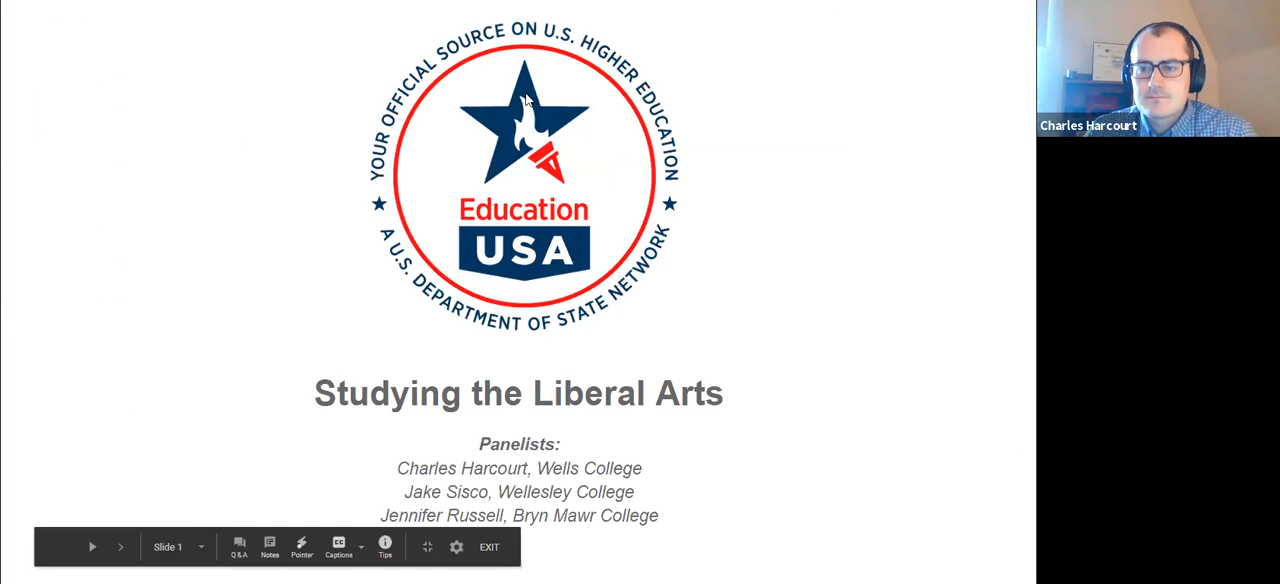 YOUR OFFICIAL SOURCE ON U.S. HIGHER EDUCATION
A U.S. DEPARTMENT OF STATE NETWORK
Education
USA
Charles Harcourt
Studying the Liberal Arts
Panelists:
Charles Harcourt, Wells College
Jake Sisco, Wellesley College
Jennifer Russell, Bryn Mawr College
Slide 1
Q&A
Notes
Pointer
CC
Captions
Tips
EXIT